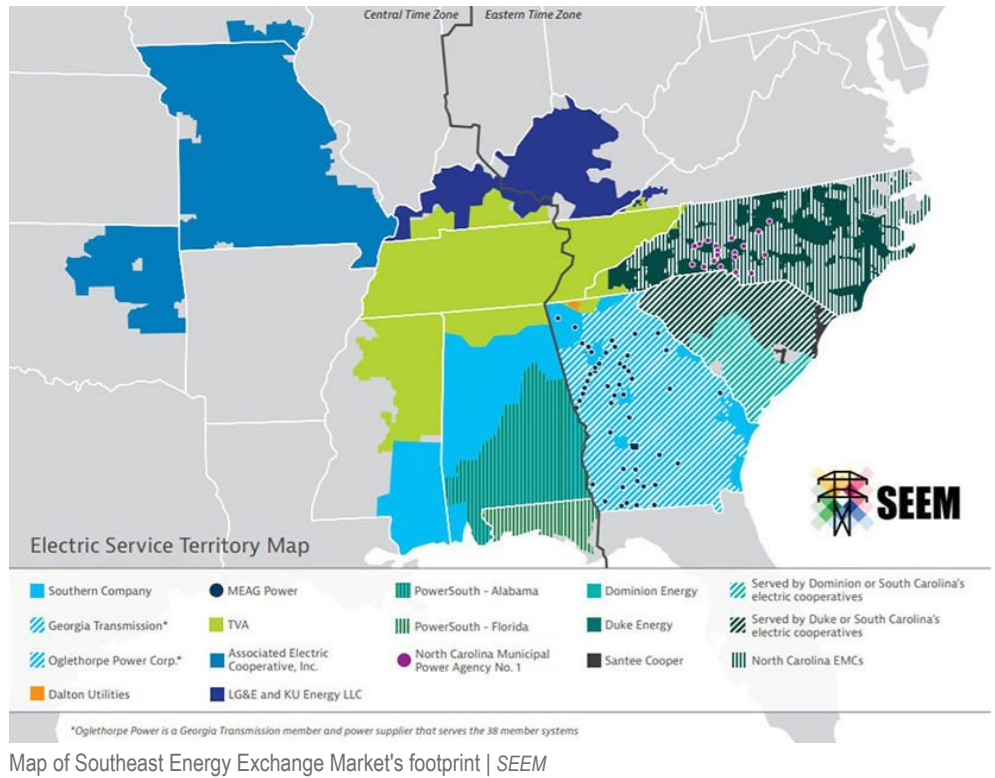 Central Time Zone
Eastern Time Zone
SEEM
Electric Service Territory Map
Southern Company
Georgia Transmission*
Oglethorpe Power Corp.*
Dalton Utilities
MEAG Power
TVA
Associated Electric
Cooperative, Inc.
LG&E and KU Energy LLC
PowerSouth - Alabama
PowerSouth - Florida
North Carolina Municipal
Power Agency No. 1
Dominion Energy
Duke Energy
Santee Cooper
Served by Dominion or South Carolina's
electric cooperatives
Served by Duke or South Carolina's
electric cooperatives
North Carolina EMCs
*Oglethorpe Power is a Georgia Transmission member and power supplier that serves the 38 member systems
Map of Southeast Energy Exchange Market's footprint | SEEM